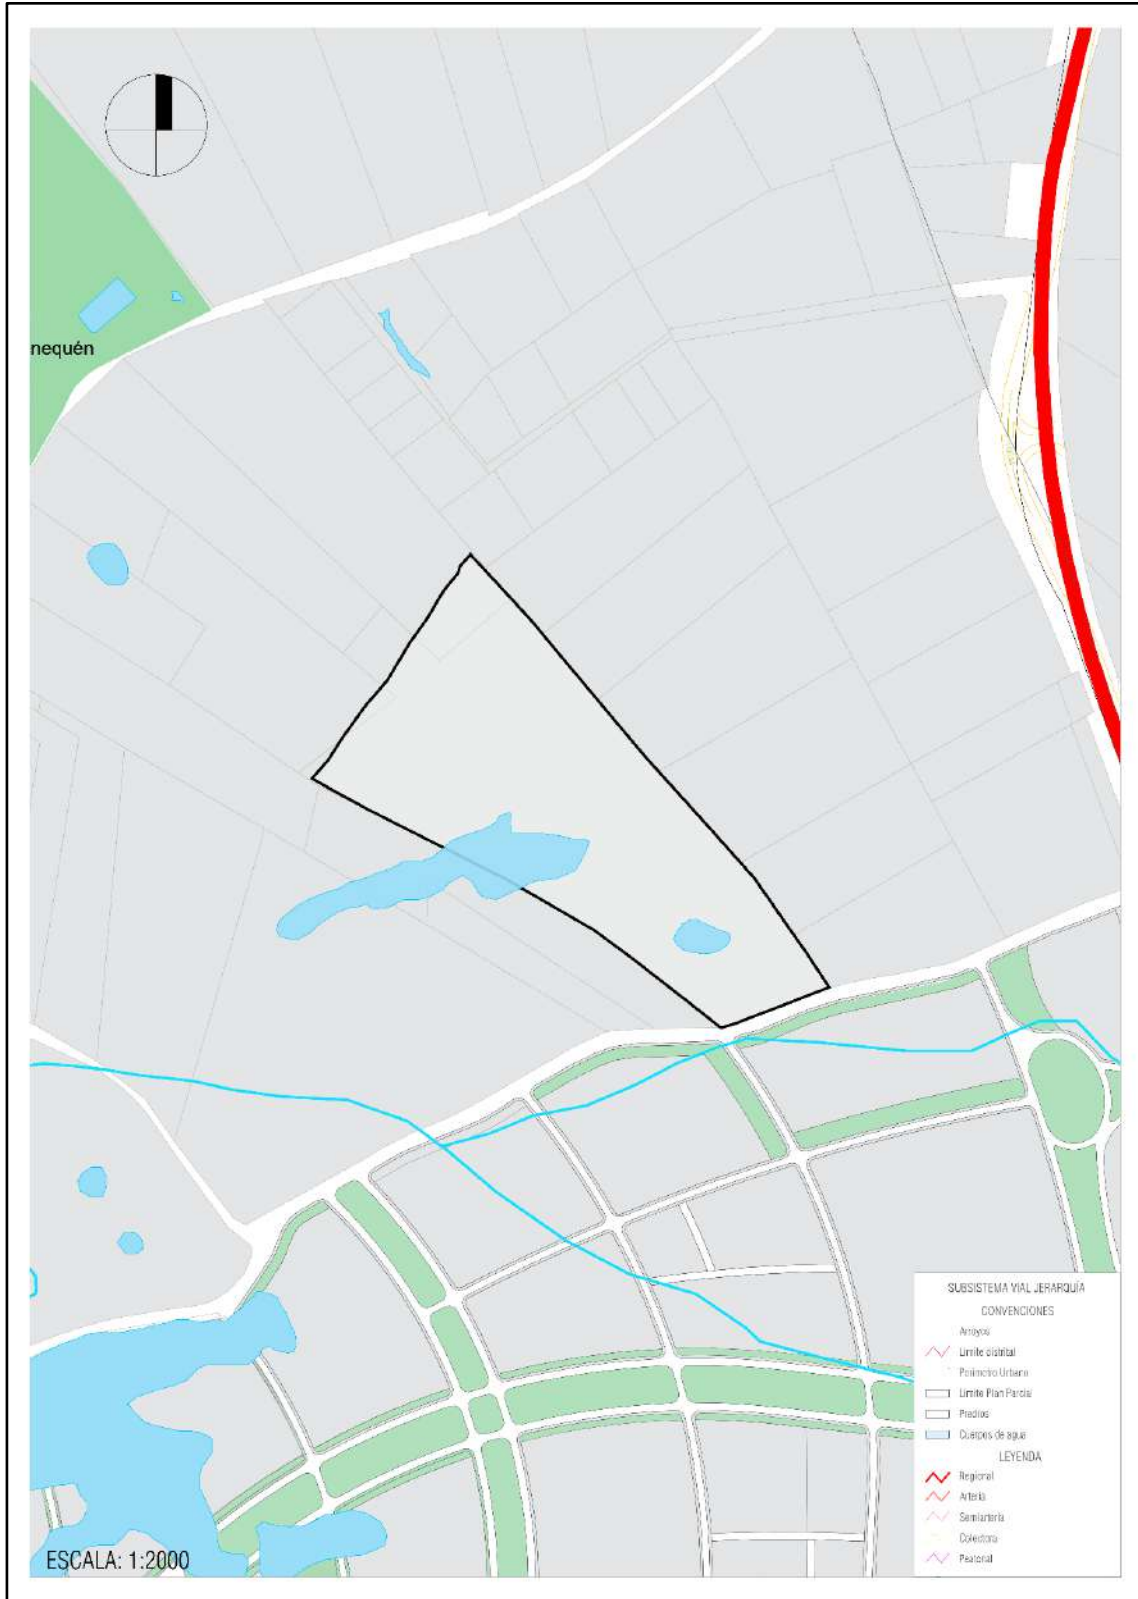 nequén
SUBSISTEMA VIAL JERARQUÍA
CONVENCIONES
Arroyos
Limite distrital
Perimetro Urbano
Limite Plan Parcial
Predios
Cuerpos de agua
LEYENDA
Regional
Arteria
Semiarteria
Colectora
Peatonal
ESCALA: 1:2000